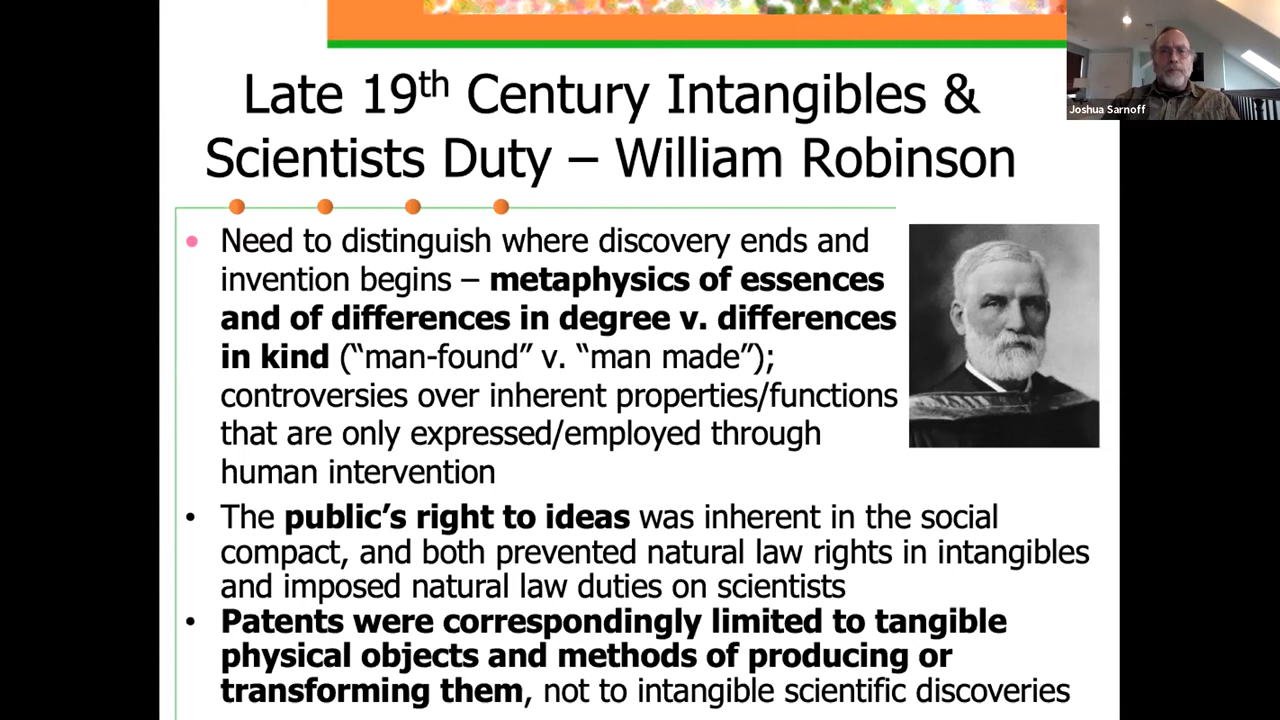 Late 19th Century Intangibles &
Scientists Duty – William Robinson
Joshua Sarnoff
• Need to distinguish where discovery ends and
invention begins – metaphysics of essences
and of differences in degree v. differences
in kind (“man-found” v. “man made”);
controversies over inherent properties/functions
that are only expressed/employed through
human intervention
• The public’s right to ideas was inherent in the social
compact, and both prevented natural law rights in intangibles
and imposed natural law duties on scientists
• Patents were correspondingly limited to tangible
physical objects and methods of producing or
transforming them, not to intangible scientific discoveries